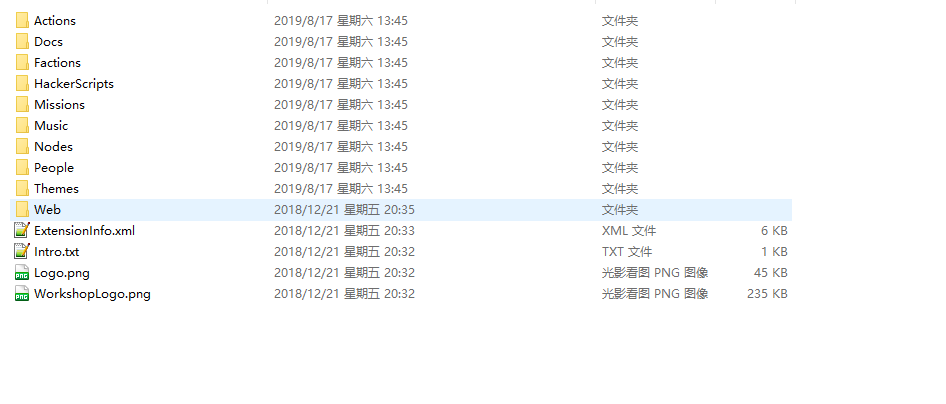 Actions 2019/8/17 星期六 13:45 文件夹
Docs 2019/8/17 星期六 13:45 文件夹
Factions 2019/8/17 星期六 13:45 文件夹
HackerScripts 2019/8/17 星期六 13:45 文件夹
Missions 2019/8/17 星期六 13:45 文件夹
Music 2019/8/17 星期六 13:45 文件夹
Nodes 2019/8/17 星期六 13:45 文件夹
People 2019/8/17 星期六 13:45 文件夹
Themes 2019/8/17 星期六 13:45 文件夹
Web 2018/12/21 星期五 20:35 文件夹
ExtensionInfo.xml 2018/12/21 星期五 20:33 XML 文件 6 KB
Intro.txt 2018/12/21 星期五 20:32 TXT 文件 1 KB
PNG Logo.png 2018/12/21 星期五 20:32 光影看图 PNG 图像 45 KB
PNG WorkshopLogo.png 2018/12/21 星期五 20:32 光影看图 PNG 图像 235 KB